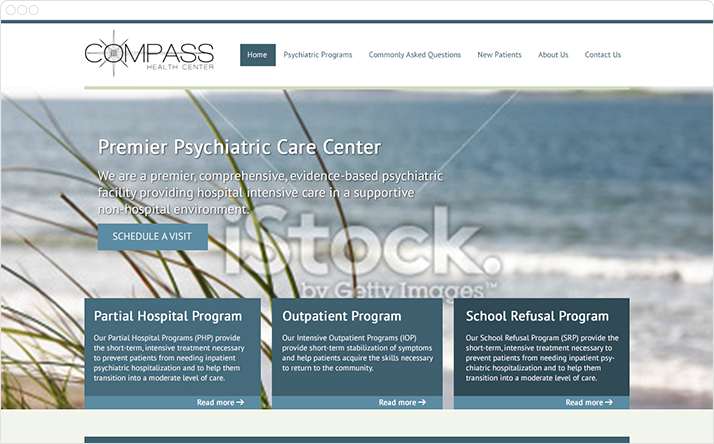 COMPASS
HEALTH CENTER
Home Psychiatric Programs Commonly Asked Questions New Patients About Us Contact Us
Premier Psychiatric Care Center
We are a premier, comprehensive, evidence-based psychiatric
facility providing hospital intensive care in a supportive
non-hospital environment.
SCHEDULE A VISIT
iStock.
by Getty Images™
Partial Hospital Program
Our Partial Hospital Programs (PHP) provide
the short-term, intensive treatment necessary
to prevent patients from needing inpatient
psychiatric hospitalization and to help them
transition into a moderate level of care.
Read more →
Outpatient Program
Our Intensive Outpatient Programs (IOP)
provide short-term stabilization of symptoms
and help patients acquire the skills necessary
to return to the community.
Read more →
School Refusal Program
Our School Refusal Program (SRP) provide the
short-term, intensive treatment necessary to
prevent patients from needing inpatient psy-
chiatric hospitalization and to help them
transition into a moderate level of care.
Read more →